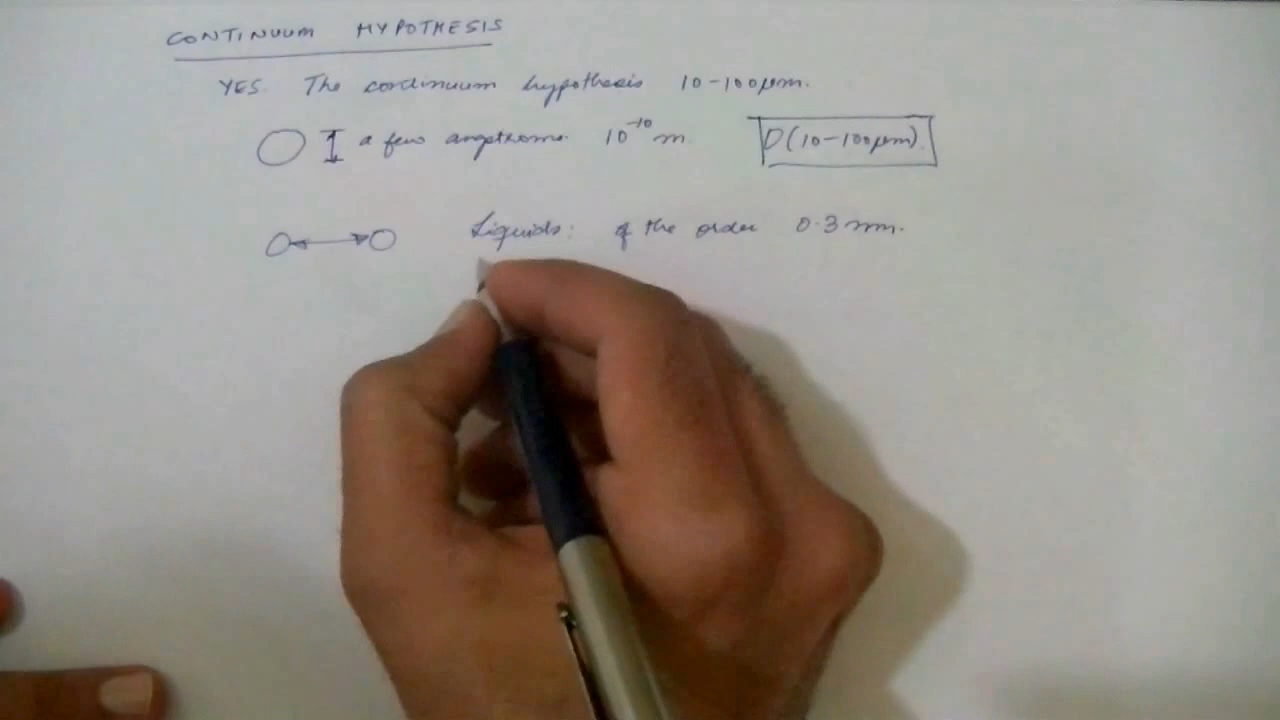 CONTINUUM HYPOTHESIS
YES. The continuum hypothesis 10-100μm.
a few angstroms. 10⁻¹⁰ m. O(10-100μm).
Liquids: of the order 0.3 nm.